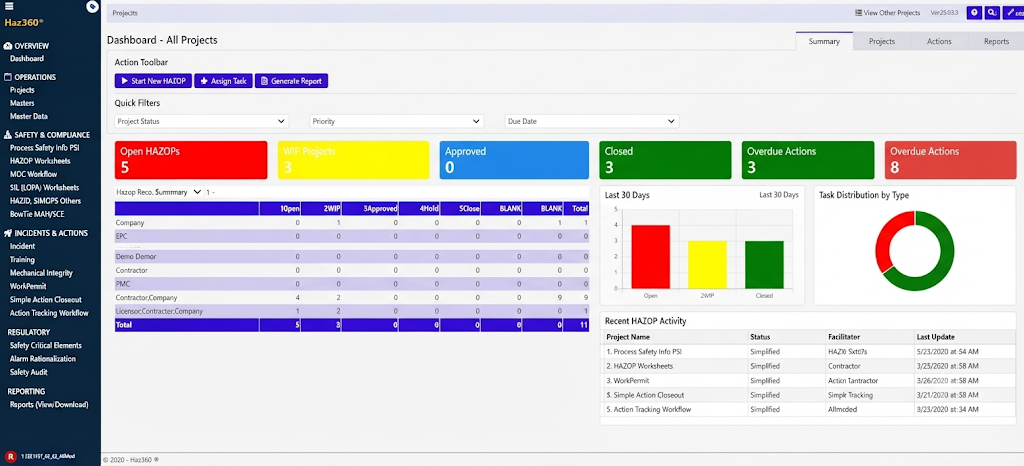 Haz360®
OVERVIEW
Dashboard
OPERATIONS
Projects
Masters
Master Data
SAFETY & COMPLIANCE
Process Safety Info PSI
HAZOP Worksheets
MOC Workflow
SIL (LOPA) Worksheets
HAZID, SIMOPS Others
BowTie MAH/SCE
INCIDENTS & ACTIONS
Incident
Training
Mechanical Integrity
WorkPermit
Simple Action Closeout
Action Tracking Workflow
REGULATORY
Safety Critical Elements
Alarm Rationalization
Safety Audit
REPORTING
Reports (View/Download)
R
Projects
View Other Projects
Dashboard - All Projects
Summary Projects Actions Reports
Action Toolbar
Start New HAZOP Assign Task Generate Report
Quick Filters
Project Status Priority Due Date
Open HAZOPs WIP Projects Approved Closed Overdue Actions Overdue Actions
5 3 0 3 3 8
Hazop Reco. Summmary 1 -
1Open 2WIP 3Approved 4Hold 5Close BLANK BLANK Total
Company 0 1 0 0 0 0 1 1
EPC 0 0 0 0 0 0 0 0
Demo Demor 0 0 0 0 0 0 0 0
Contractor 0 0 0 0 0 0 0 0
PMC 0 0 0 0 0 0 0 0
Contractor,Company 4 2 0 0 0 0 9 9
Licensor,Contracter,Company 1 2 0 0 0 0 0 1
Total 5 3 0 0 0 0 0 11
Last 30 Days Last 30 Days
5
4
3
2
1
0
Open 2WIP Closed
Task Distribution by Type
Recent HAZOP Activity
Project Name Status Facilitator Last Update
1. Process Safety Info PSI Simplified 5/23/2020 at 54 AM
2. HAZOP Worksheets Simplified Contractor 3/25/2020 at:58 AM
3. WorkPermit Simplified Action Tantractor 3/26/2020 at:58 AM
Simple Action Closeout Simplified Simple Tracking 3/21/2020 at:58 AM
5. Action Tracking Workflow Simplified Allmoded 8/23/2020 at:34 AM
© 2020 - Haz360 ®